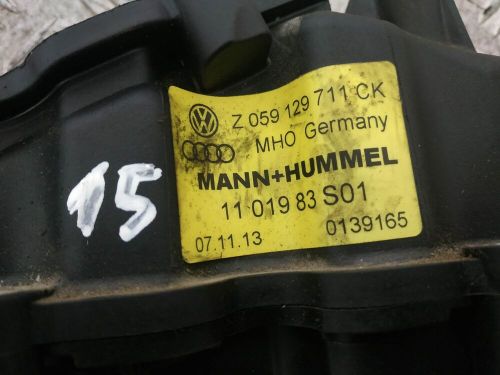 Z 059 129 711 CK
MHO Germany
MANN+HUMMEL
11 019 83 S01
07.11.13 0139165
15